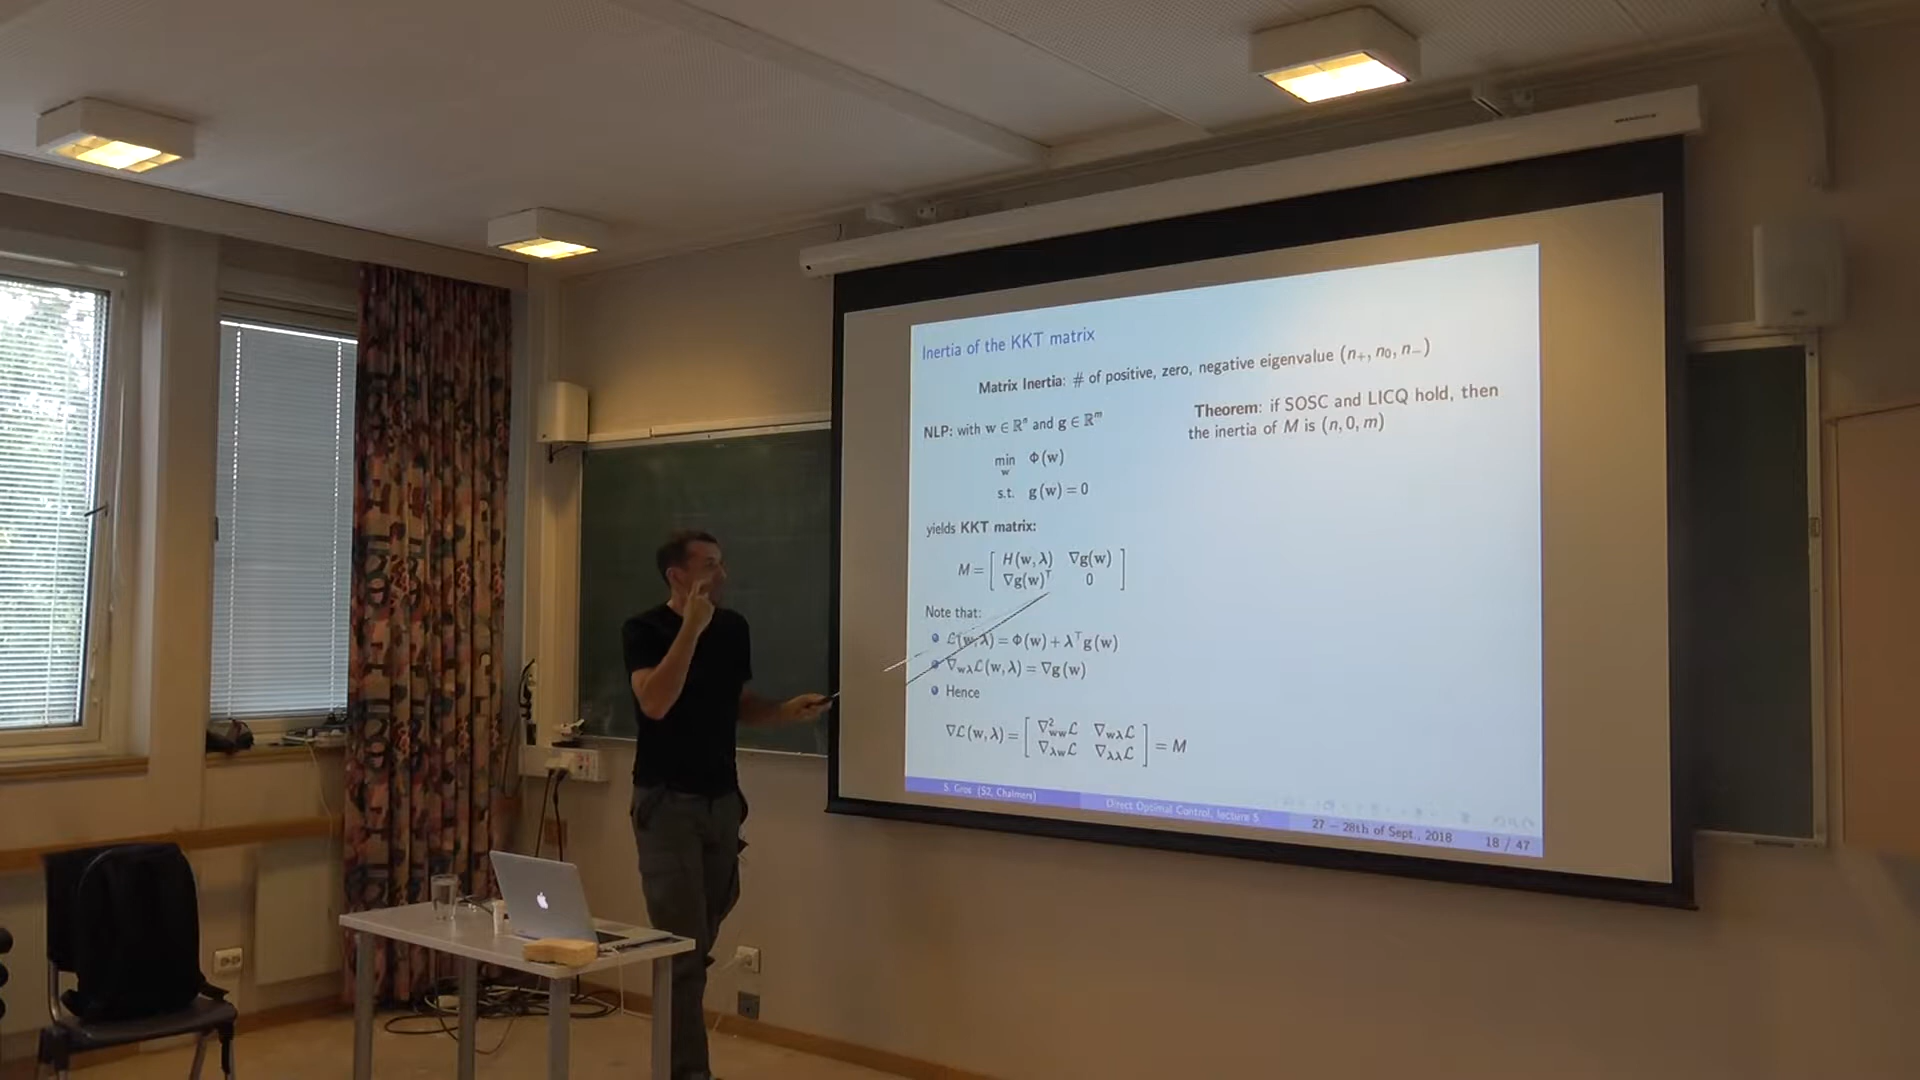 Inertia of the KKT matrix
Matrix Inertia: # of positive, zero, negative eigenvalue (n₊, n₀, n₋)
NLP: with w ∈ ℝⁿ and g ∈ ℝᵐ
min Φ(w)
w
s.t. g(w) = 0
yields KKT matrix:
M = [ H(w, λ) ∇g(w)
∇g(w)ᵀ 0 ]
Note that:
ℒ(w, λ) = Φ(w) + λᵀg(w)
∇wλℒ(w, λ) = ∇g(w)
Hence
∇ℒ(w, λ) = [ ∇²wwℒ ∇wλℒ
∇λwℒ ∇λλℒ ] = M
Theorem: if SOSC and LICQ hold, then
the inertia of M is (n, 0, m)
S. Gros (S2, Chalmers) Direct Optimal Control, lecture 5 27 – 28th of Sept., 2018 18 / 47